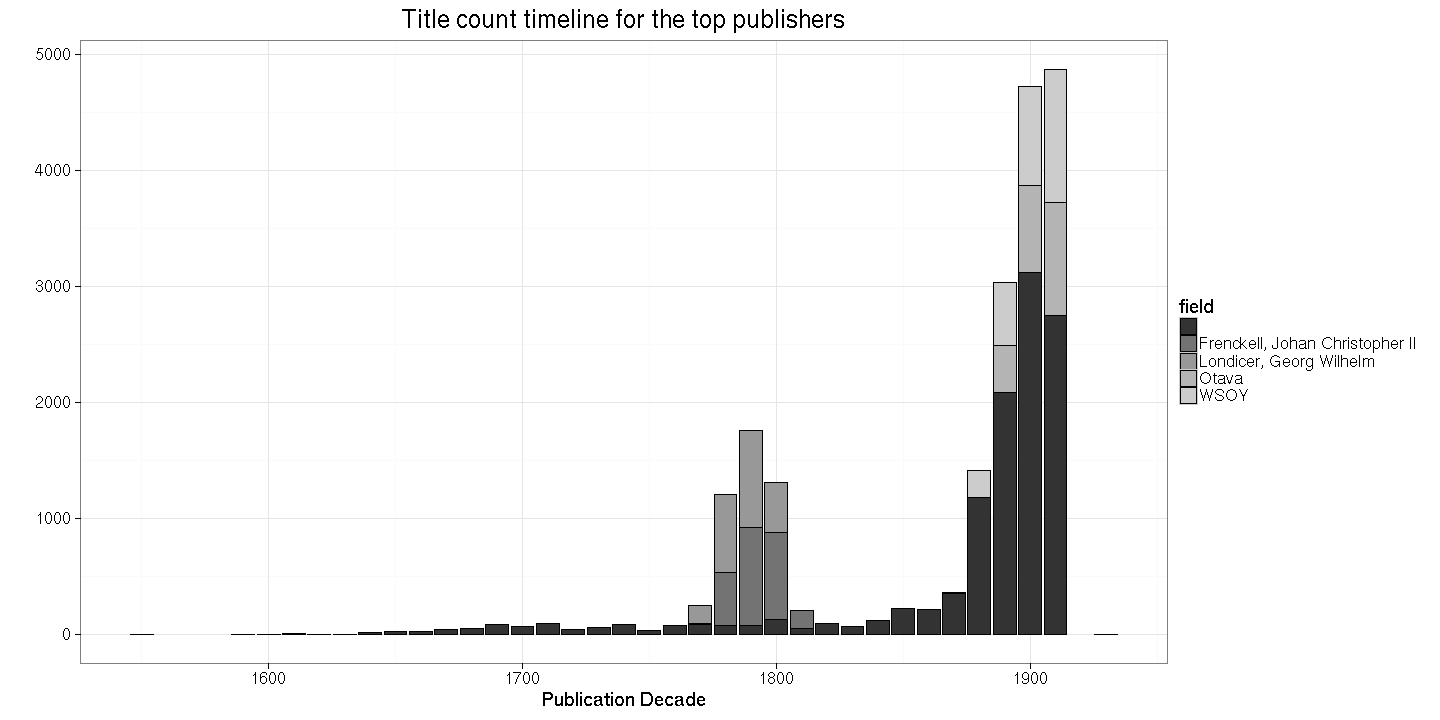 Title count timeline for the top publishers
5000
4000
3000
2000
1000
0
1600 1700 1800 1900
Publication Decade
field
Frenckell, Johan Christopher II
Londicer, Georg Wilhelm
Otava
WSOY